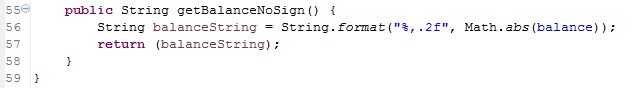 55 public String getBalanceNoSign() {
56 String balanceString = String.format("%,.2f", Math.abs(balance));
57 return (balanceString);
58 }
59 }